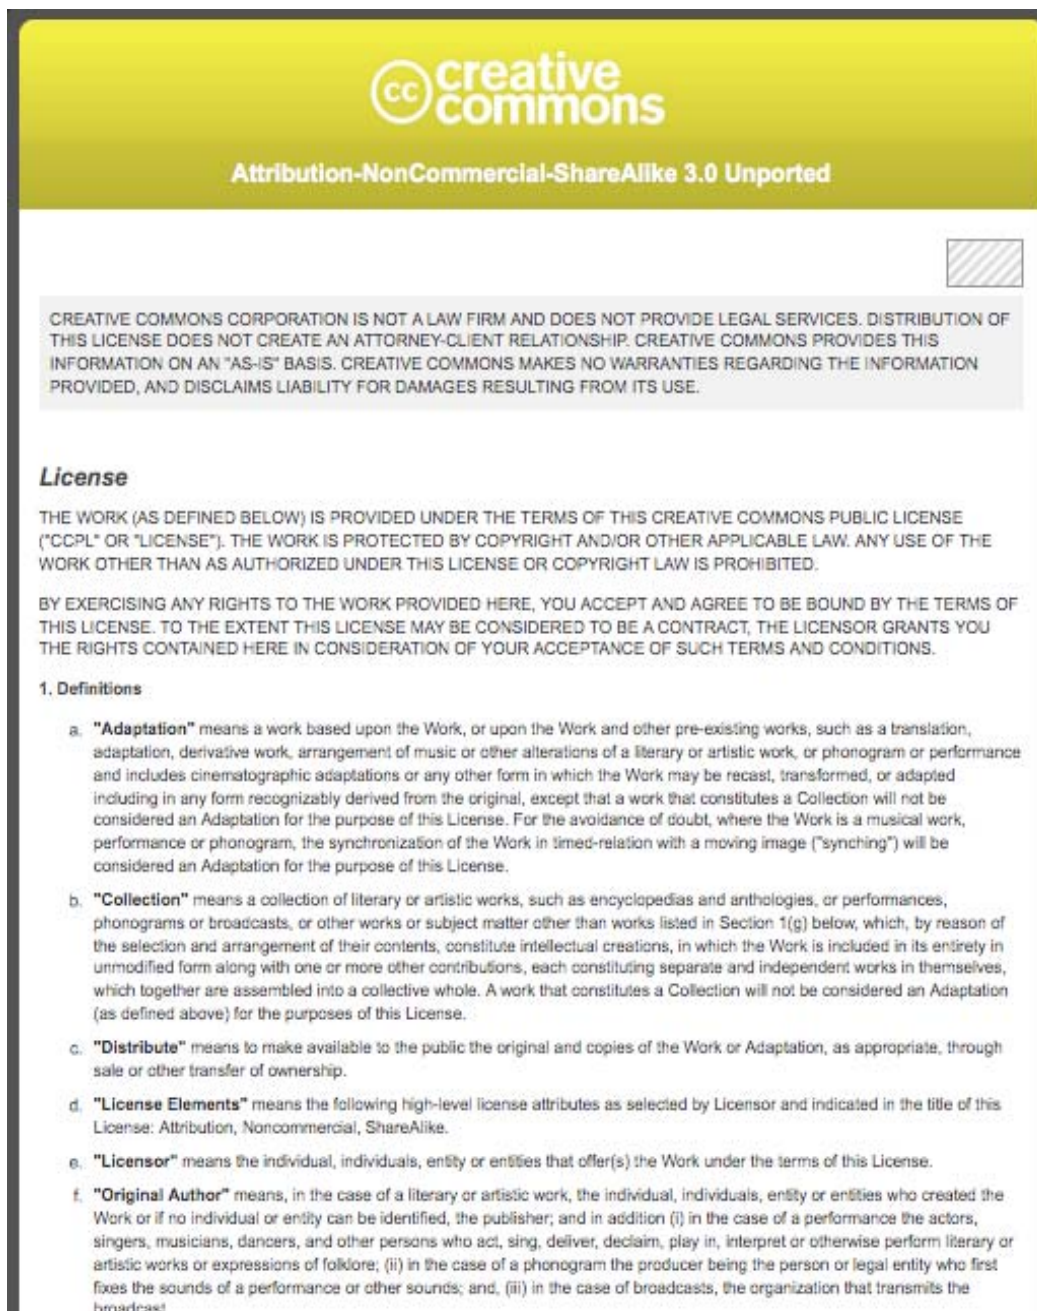 cc creative
commons
Attribution-NonCommercial-ShareAlike 3.0 Unported
CREATIVE COMMONS CORPORATION IS NOT A LAW FIRM AND DOES NOT PROVIDE LEGAL SERVICES. DISTRIBUTION OF
THIS LICENSE DOES NOT CREATE AN ATTORNEY-CLIENT RELATIONSHIP. CREATIVE COMMONS PROVIDES THIS
INFORMATION ON AN "AS-IS" BASIS. CREATIVE COMMONS MAKES NO WARRANTIES REGARDING THE INFORMATION
PROVIDED, AND DISCLAIMS LIABILITY FOR DAMAGES RESULTING FROM ITS USE.
License
THE WORK (AS DEFINED BELOW) IS PROVIDED UNDER THE TERMS OF THIS CREATIVE COMMONS PUBLIC LICENSE
("CCPL" OR "LICENSE"). THE WORK IS PROTECTED BY COPYRIGHT AND/OR OTHER APPLICABLE LAW. ANY USE OF THE
WORK OTHER THAN AS AUTHORIZED UNDER THIS LICENSE OR COPYRIGHT LAW IS PROHIBITED.
BY EXERCISING ANY RIGHTS TO THE WORK PROVIDED HERE, YOU ACCEPT AND AGREE TO BE BOUND BY THE TERMS OF
THIS LICENSE. TO THE EXTENT THIS LICENSE MAY BE CONSIDERED TO BE A CONTRACT, THE LICENSOR GRANTS YOU
THE RIGHTS CONTAINED HERE IN CONSIDERATION OF YOUR ACCEPTANCE OF SUCH TERMS AND CONDITIONS.
1. Definitions
a. "Adaptation" means a work based upon the Work, or upon the Work and other pre-existing works, such as a translation,
adaptation, derivative work, arrangement of music or other alterations of a literary or artistic work, or phonogram or performance
and includes cinematographic adaptations or any other form in which the Work may be recast, transformed, or adapted
including in any form recognizably derived from the original, except that a work that constitutes a Collection will not be
considered an Adaptation for the purpose of this License. For the avoidance of doubt, where the Work is a musical work,
performance or phonogram, the synchronization of the Work in timed-relation with a moving image ("synching") will be
considered an Adaptation for the purpose of this License.
b. "Collection" means a collection of literary or artistic works, such as encyclopedias and anthologies, or performances,
phonograms or broadcasts, or other works or subject matter other than works listed in Section 1(g) below, which, by reason of
the selection and arrangement of their contents, constitute intellectual creations, in which the Work is included in its entirety in
unmodified form along with one or more other contributions, each constituting separate and independent works in themselves,
which together are assembled into a collective whole. A work that constitutes a Collection will not be considered an Adaptation
(as defined above) for the purposes of this License.
c. "Distribute" means to make available to the public the original and copies of the Work or Adaptation, as appropriate, through
sale or other transfer of ownership.
d. "License Elements" means the following high-level license attributes as selected by Licensor and indicated in the title of this
License: Attribution, Noncommercial, ShareAlike.
e. "Licensor" means the individual, individuals, entity or entities that offer(s) the Work under the terms of this License.
f. "Original Author" means, in the case of a literary or artistic work, the individual, individuals, entity or entities who created the
Work or if no individual or entity can be identified, the publisher; and in addition (i) in the case of a performance the actors,
singers, musicians, dancers, and other persons who act, sing, deliver, declaim, play in, interpret or otherwise perform literary or
artistic works or expressions of folklore; (ii) in the case of a phonogram the producer being the person or legal entity who first
fixes the sounds of a performance or other sounds; and, (iii) in the case of broadcasts, the organization that transmits the
broadcast.